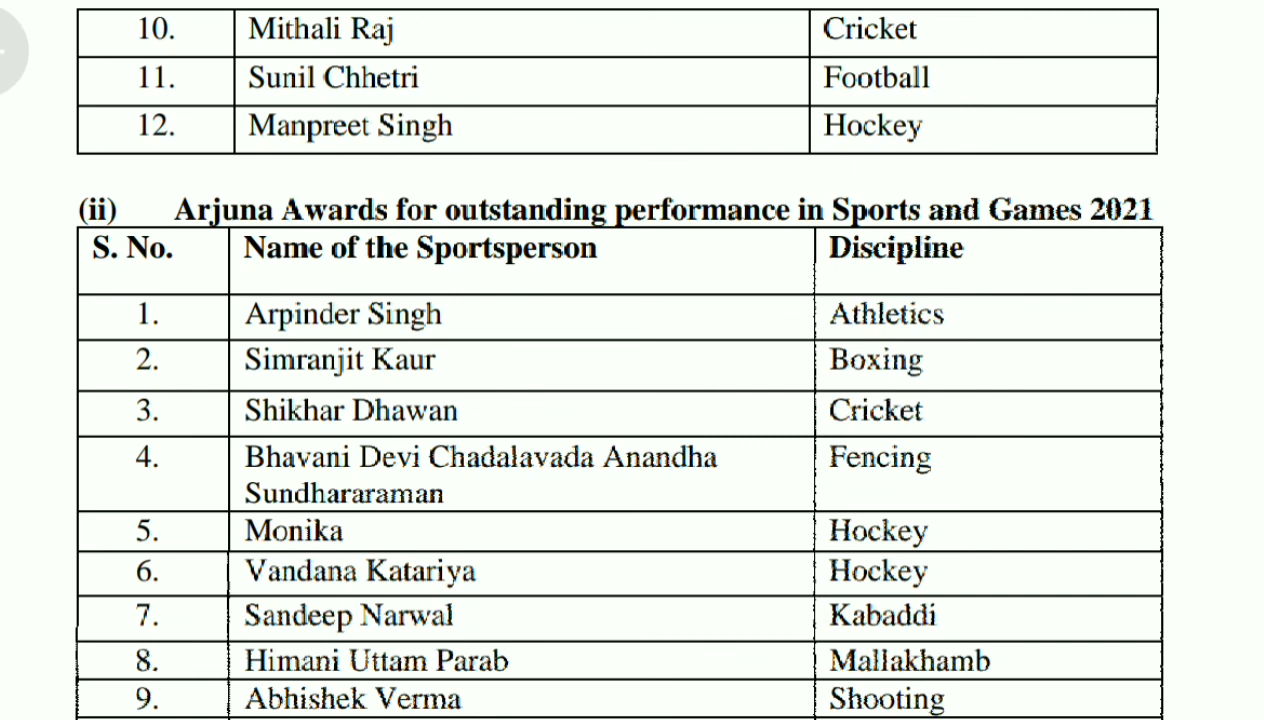 10. Mithali Raj Cricket
11. Sunil Chhetri Football
12. Manpreet Singh Hockey
(ii) Arjuna Awards for outstanding performance in Sports and Games 2021
S. No. Name of the Sportsperson Discipline
1. Arpinder Singh Athletics
2. Simranjit Kaur Boxing
3. Shikhar Dhawan Cricket
4. Bhavani Devi Chadalavada Anandha Fencing
Sundhararaman
5. Monika Hockey
6. Vandana Katariya Hockey
7. Sandeep Narwal Kabaddi
8. Himani Uttam Parab Mallakhamb
9. Abhishek Verma Shooting